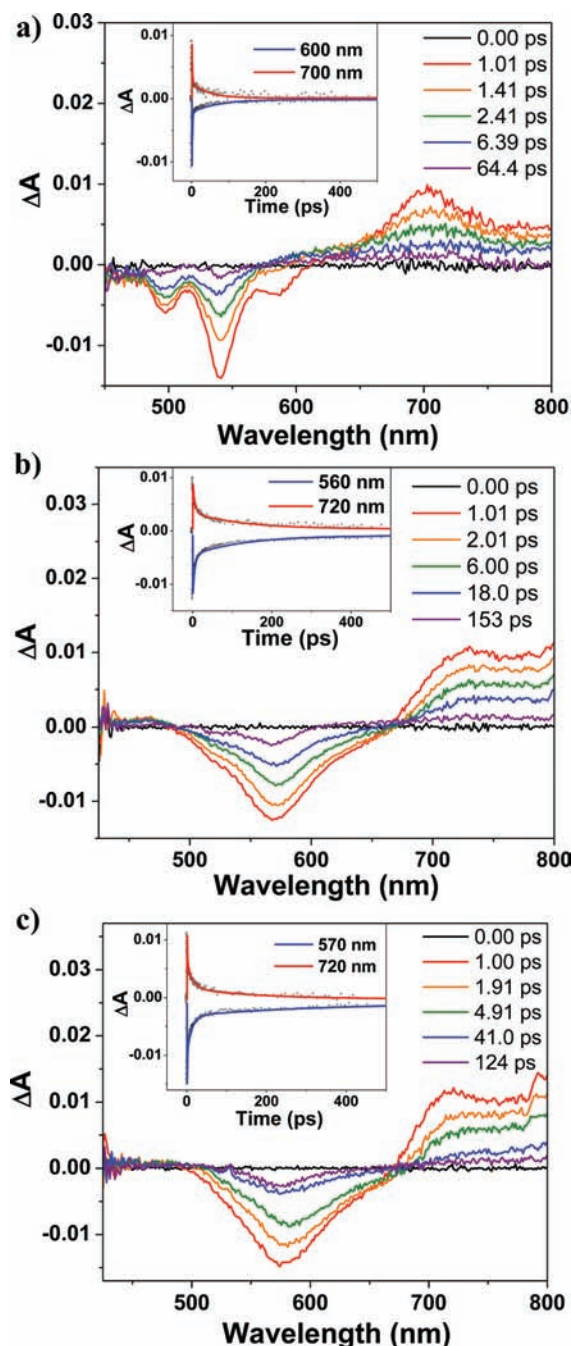 a)
0.03
0.02
0.01
0.00
-0.01
ΔA
0.01
0.00
-0.01
ΔA
0 200 400
Time (ps)
600 nm
700 nm
0.00 ps
1.01 ps
1.41 ps
2.41 ps
6.39 ps
64.4 ps
500 600 700 800
Wavelength (nm)
b)
0.03
0.02
0.01
0.00
-0.01
ΔA
0.01
0.00
-0.01
ΔA
0 200 400
Time (ps)
560 nm
720 nm
0.00 ps
1.01 ps
2.01 ps
6.00 ps
18.0 ps
153 ps
500 600 700 800
Wavelength (nm)
c)
0.03
0.02
0.01
0.00
-0.01
ΔA
0.01
0.00
-0.01
ΔA
0 200 400
Time (ps)
570 nm
720 nm
0.00 ps
1.00 ps
1.91 ps
4.91 ps
41.0 ps
124 ps
500 600 700 800
Wavelength (nm)